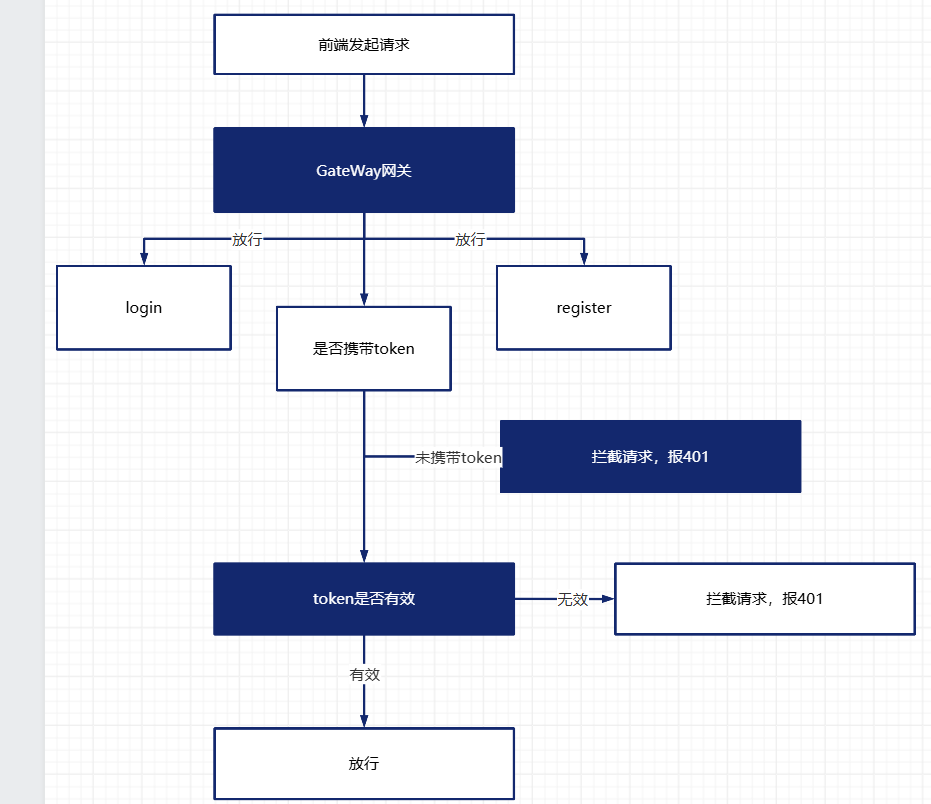 前端发起请求
GateWay网关
放行
放行
login
register
是否携带token
未携带token
拦截请求，报401
token是否有效
无效
拦截请求，报401
有效
放行